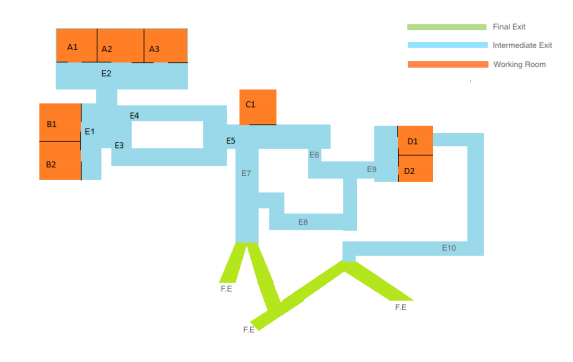 Final Exit
Intermediate Exit
Working Room
A1 A2 A3
E2
C1
B1
E1
E4
E3
E5
B2
E6
E7
E9
D1
D2
E8
E10
F.E
F.E
F.E